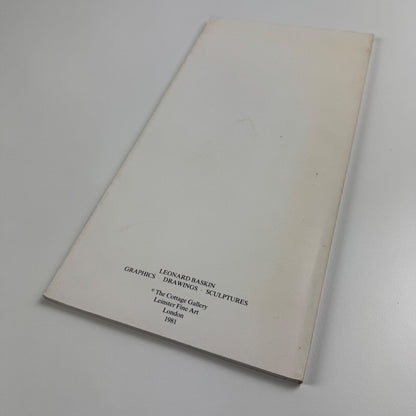 LEONARD BASKIN
GRAPHICS DRAWINGS SCULPTURES
© The Cottage Gallery
Leinster Fine Art
London
1981